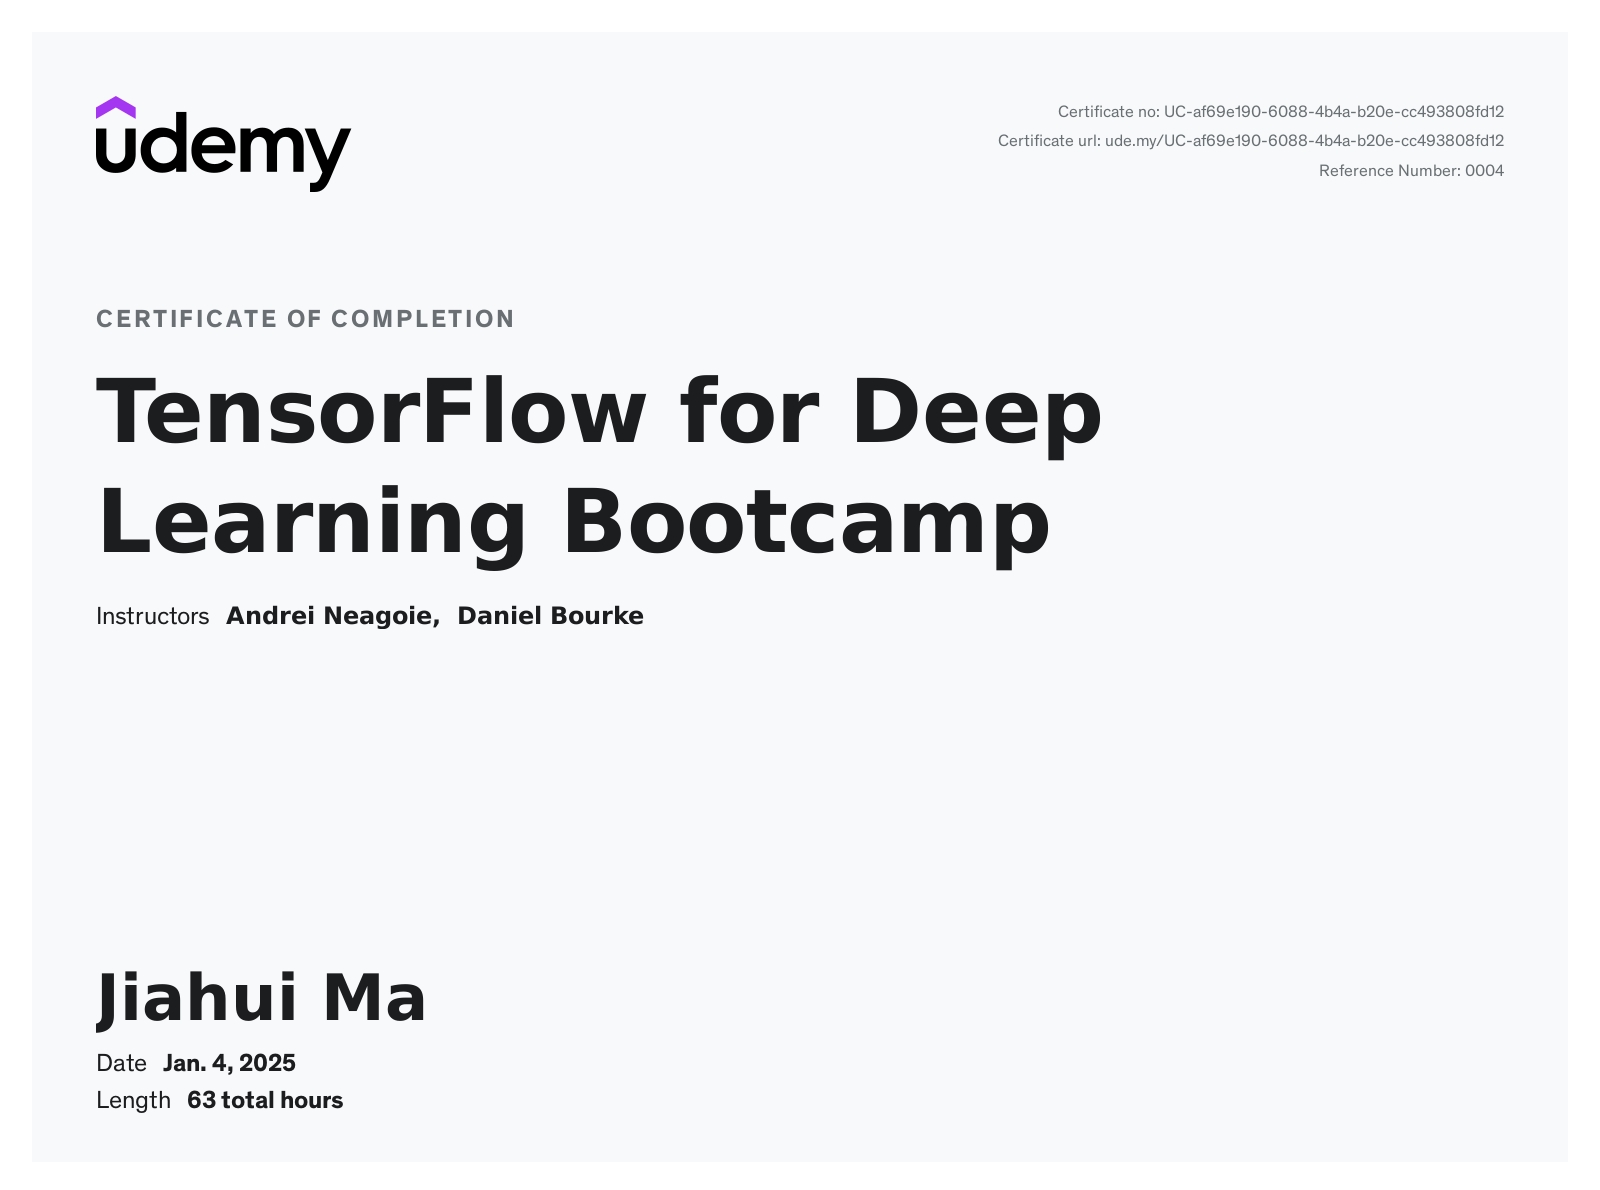 udemy
Certificate no: UC-af69e190-6088-4b4a-b20e-cc493808fd12
Certificate url: ude.my/UC-af69e190-6088-4b4a-b20e-cc493808fd12
Reference Number: 0004
CERTIFICATE OF COMPLETION
TensorFlow for Deep
Learning Bootcamp
Instructors Andrei Neagoie, Daniel Bourke
Jiahui Ma
Date Jan. 4, 2025
Length 63 total hours